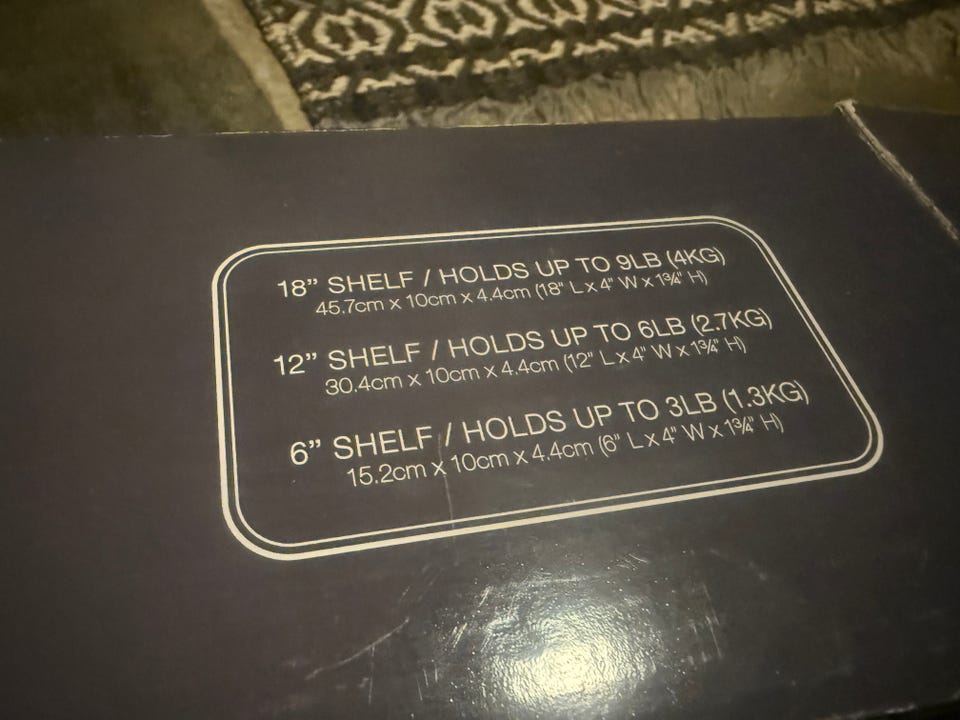 18” SHELF / HOLDS UP TO 9LB (4KG)
45.7cm x 10cm x 4.4cm (18" L x 4" W x 1¾" H)
12” SHELF / HOLDS UP TO 6LB (2.7KG)
30.4cm x 10cm x 4.4cm (12" L x 4" W x 1¾" H)
6” SHELF / HOLDS UP TO 3LB (1.3KG)
15.2cm x 10cm x 4.4cm (6" L x 4" W x 1¾" H)